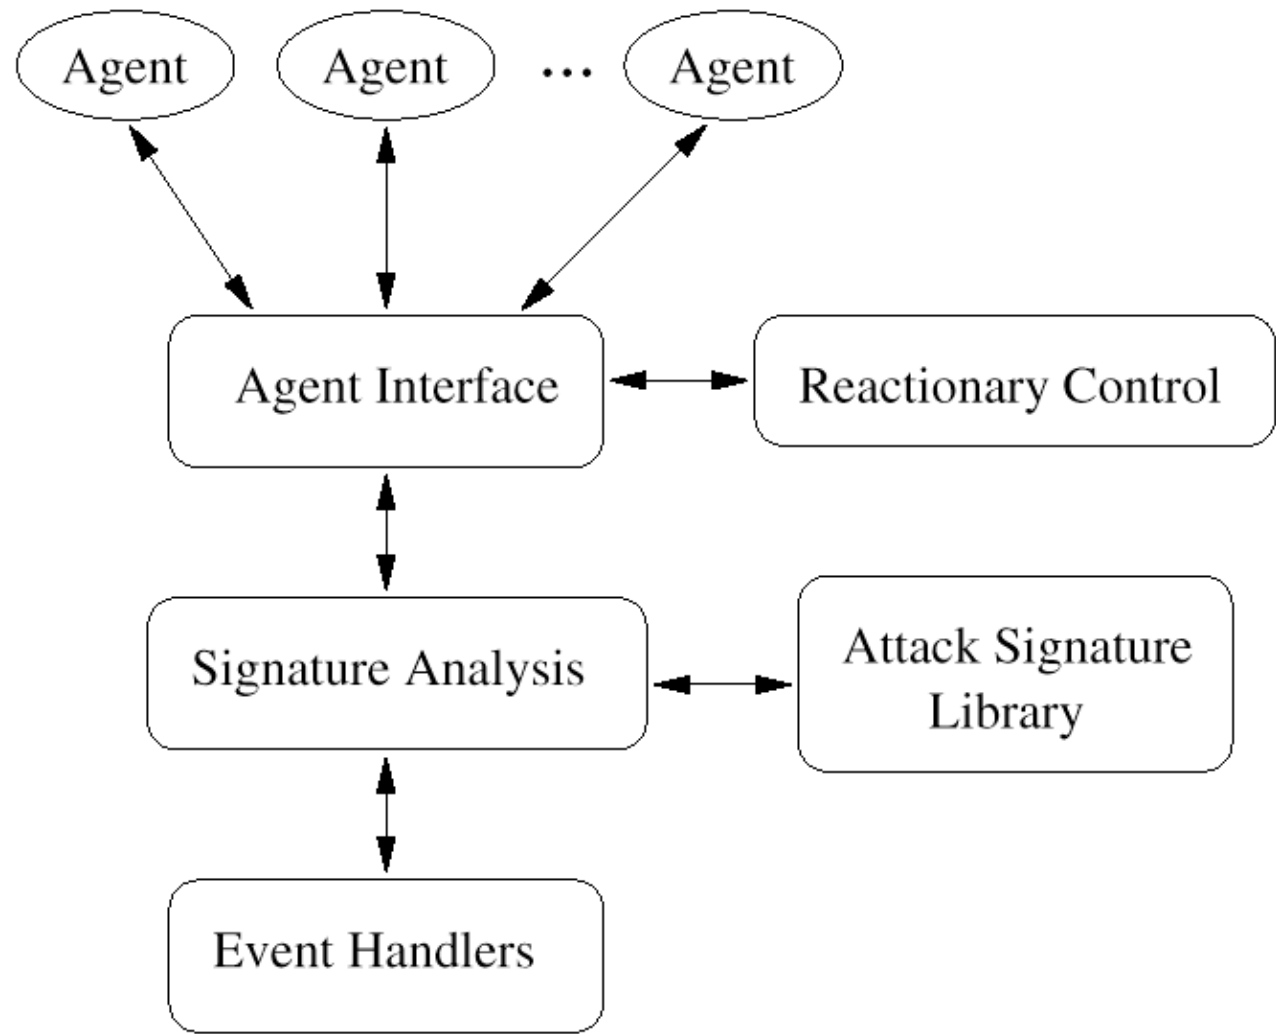 Agent Agent ... Agent
Agent Interface
Reactionary Control
Signature Analysis
Attack Signature
Library
Event Handlers